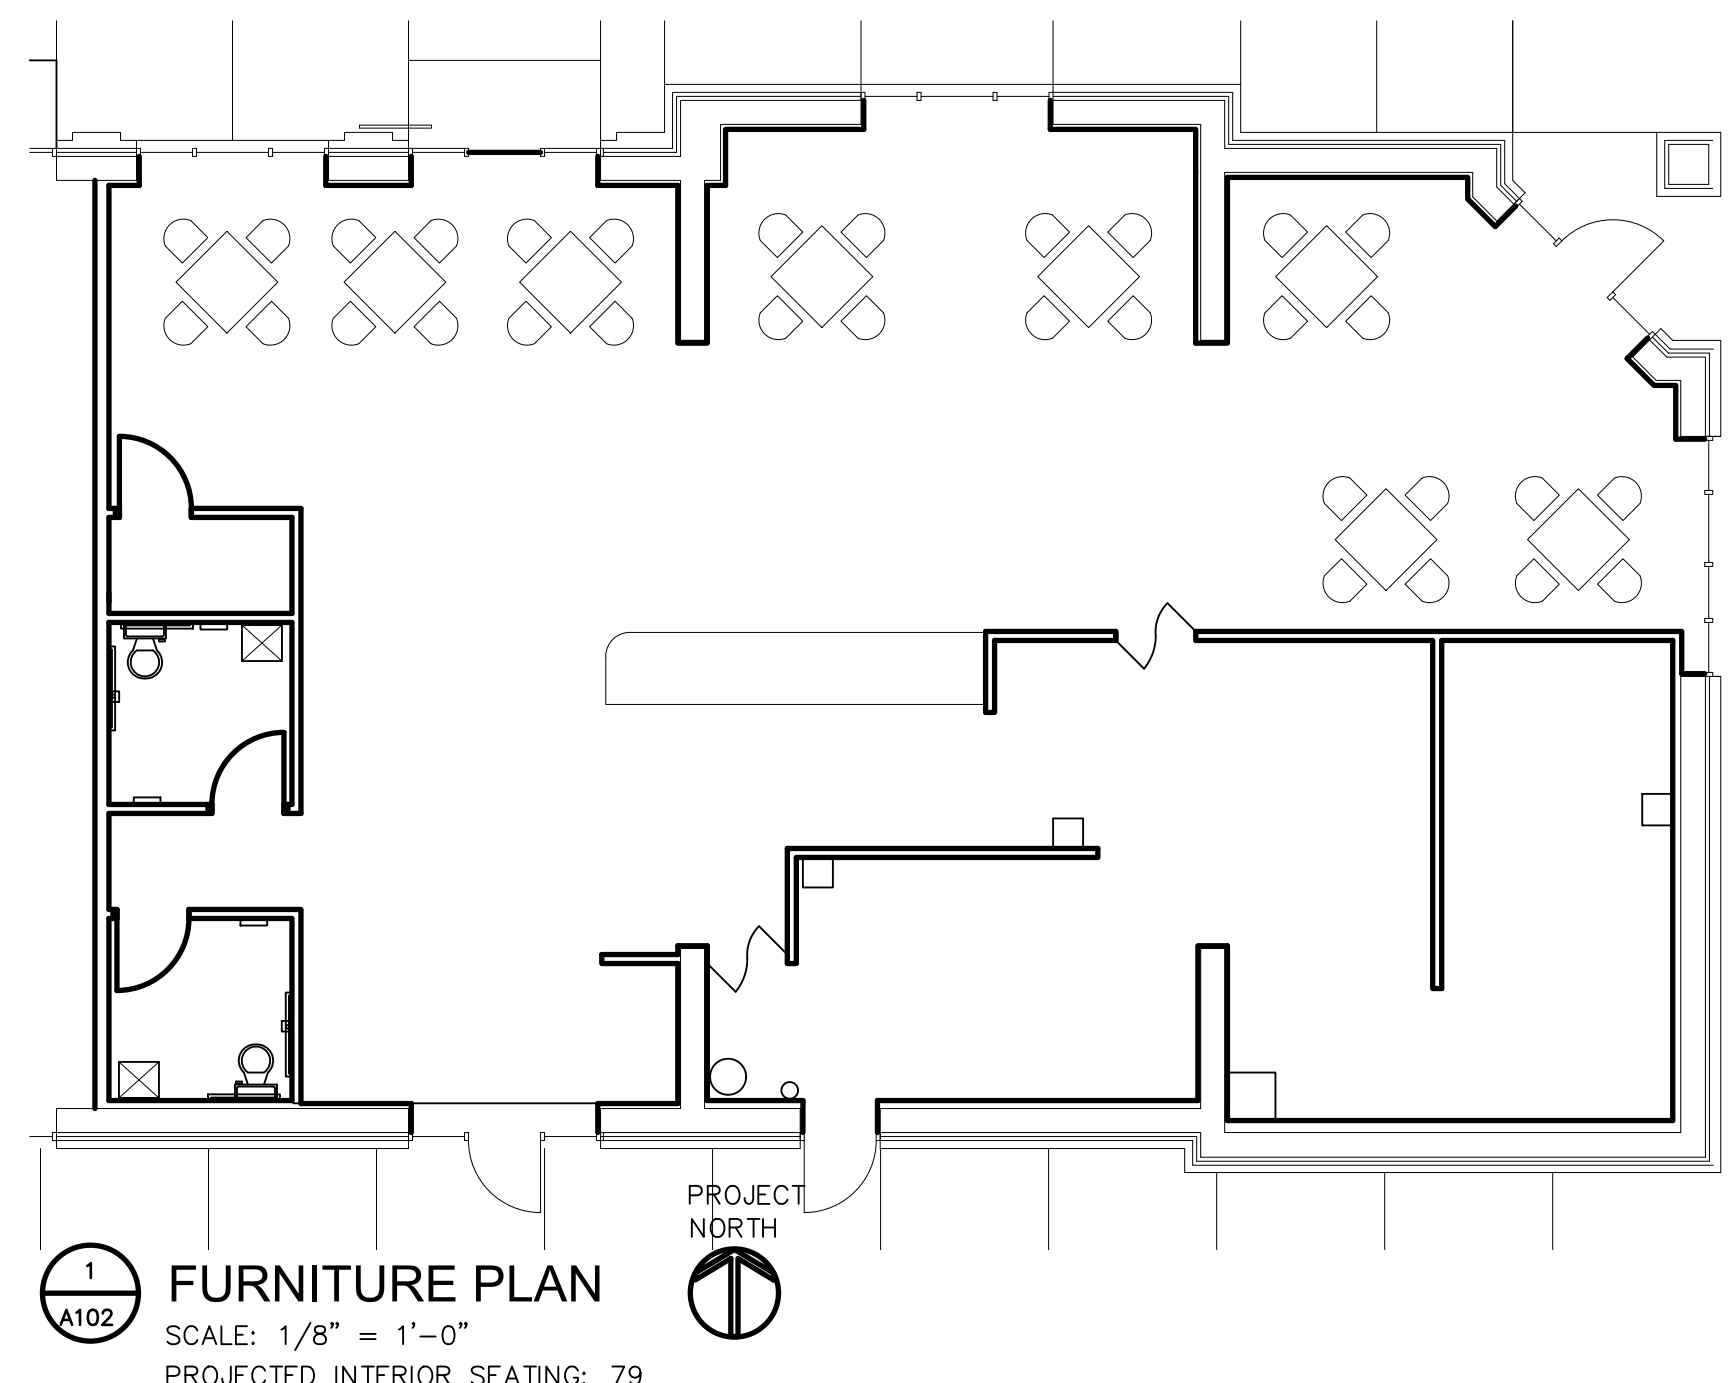 PROJECT
NORTH
1
A102
FURNITURE PLAN
SCALE: 1/8" = 1'-0"
PROJECTED INTERIOR SEATING: 79